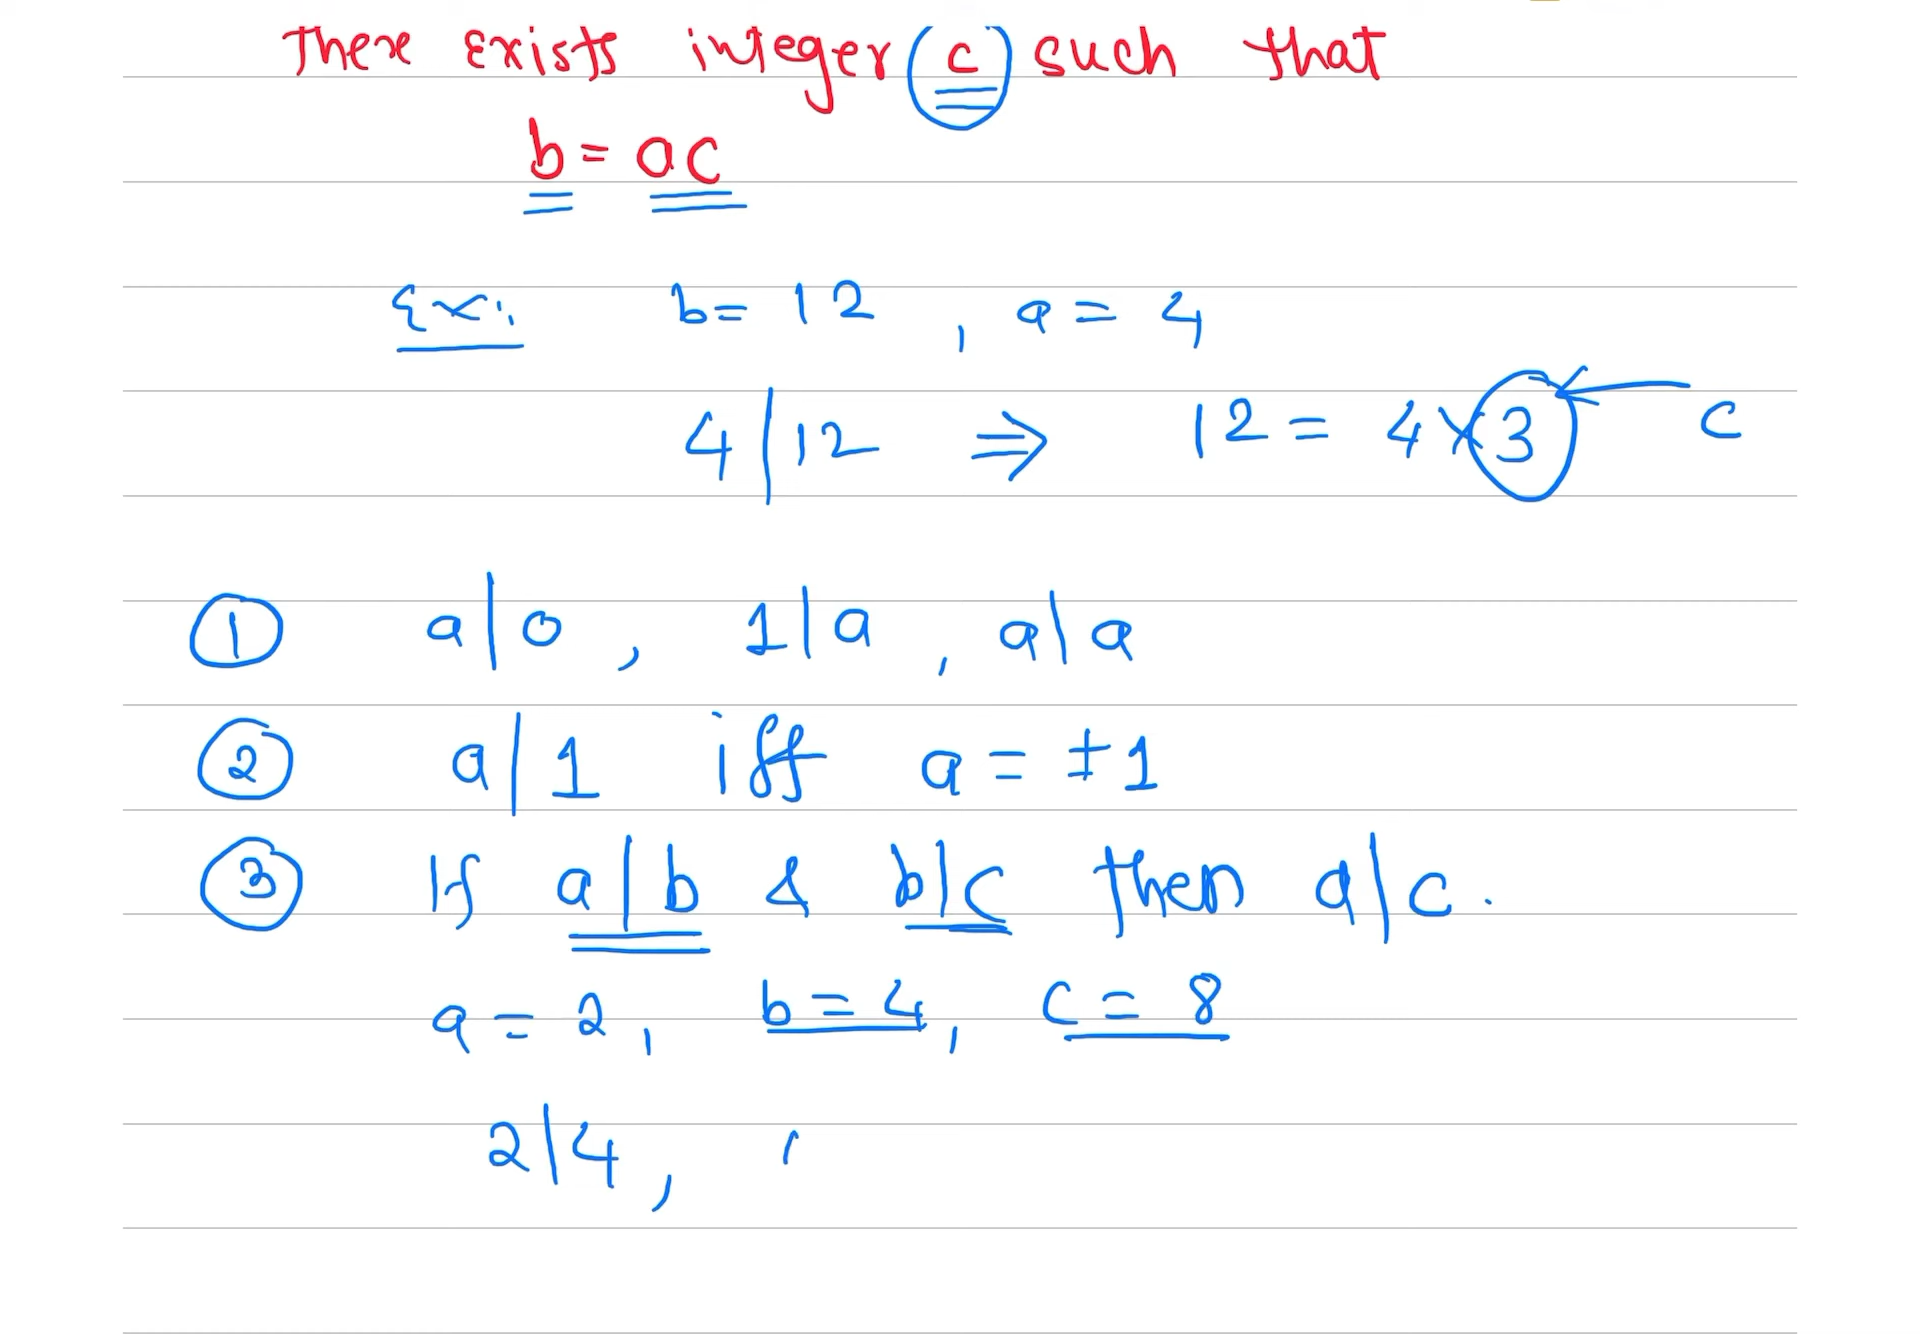 There Exists integer c such that
b = ac
Ex:. b = 12 , a = 4
4 | 12 ⇒ 12 = 4 × 3 c
① a|0 , 1|a , a|a
② a|1 iff a = ±1
③ If a|b & b|c then a|c .
a = 2 , b = 4 , c = 8
2|4 ,